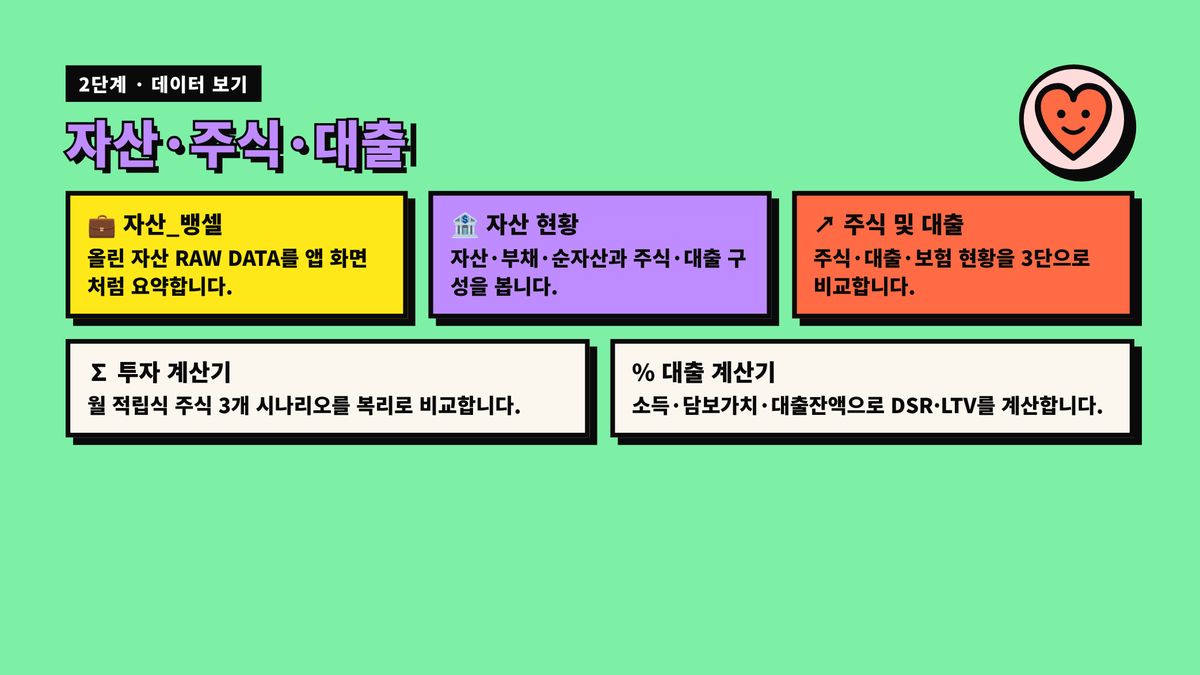 2단계 · 데이터 보기
자산·주식·대출
💼 자산_뱅셀
올린 자산 RAW DATA를 앱 화면
처럼 요약합니다.
🏦 자산 현황
자산·부채·순자산과 주식·대출 구
성을 봅니다.
↗ 주식 및 대출
주식·대출·보험 현황을 3단으로
비교합니다.
Σ 투자 계산기
월 적립식 주식 3개 시나리오를 복리로 비교합니다.
% 대출 계산기
소득·담보가치·대출잔액으로 DSR·LTV를 계산합니다.